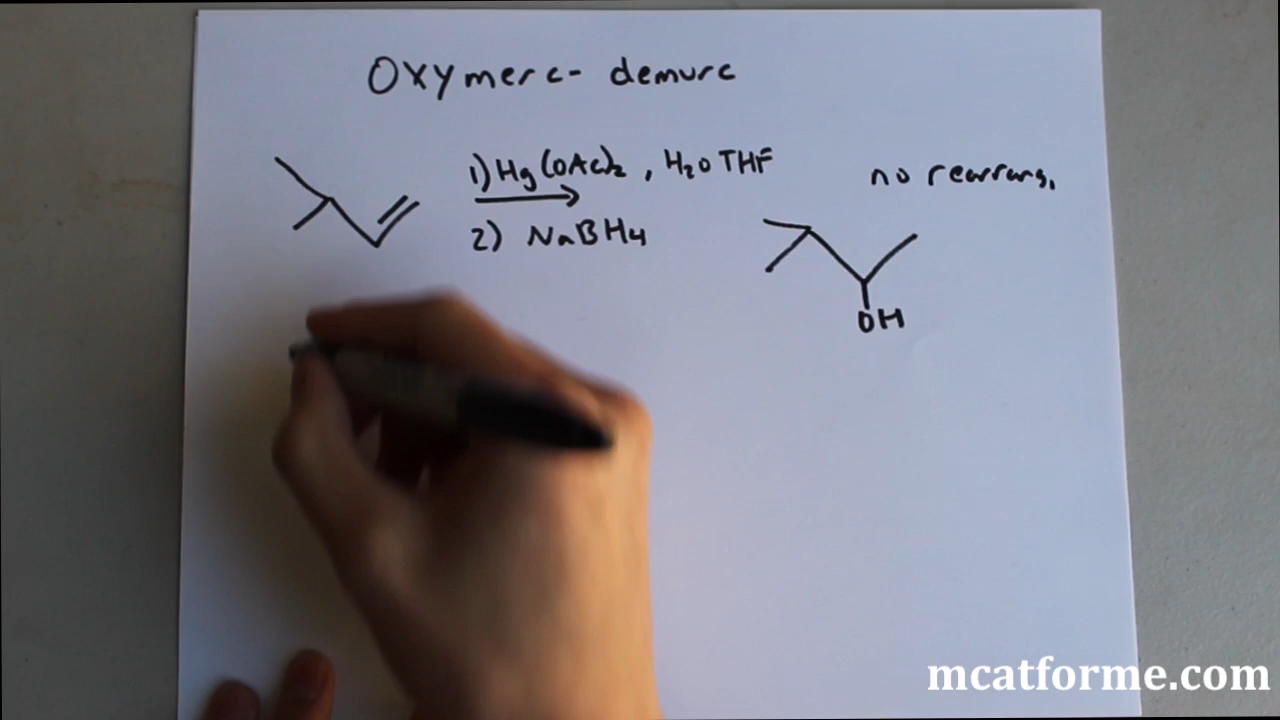 Oxymerc- demurc
1) Hg(OAc)2, H2O THF
no rearrang.
2) NaBH4
OH
mcatforme.com